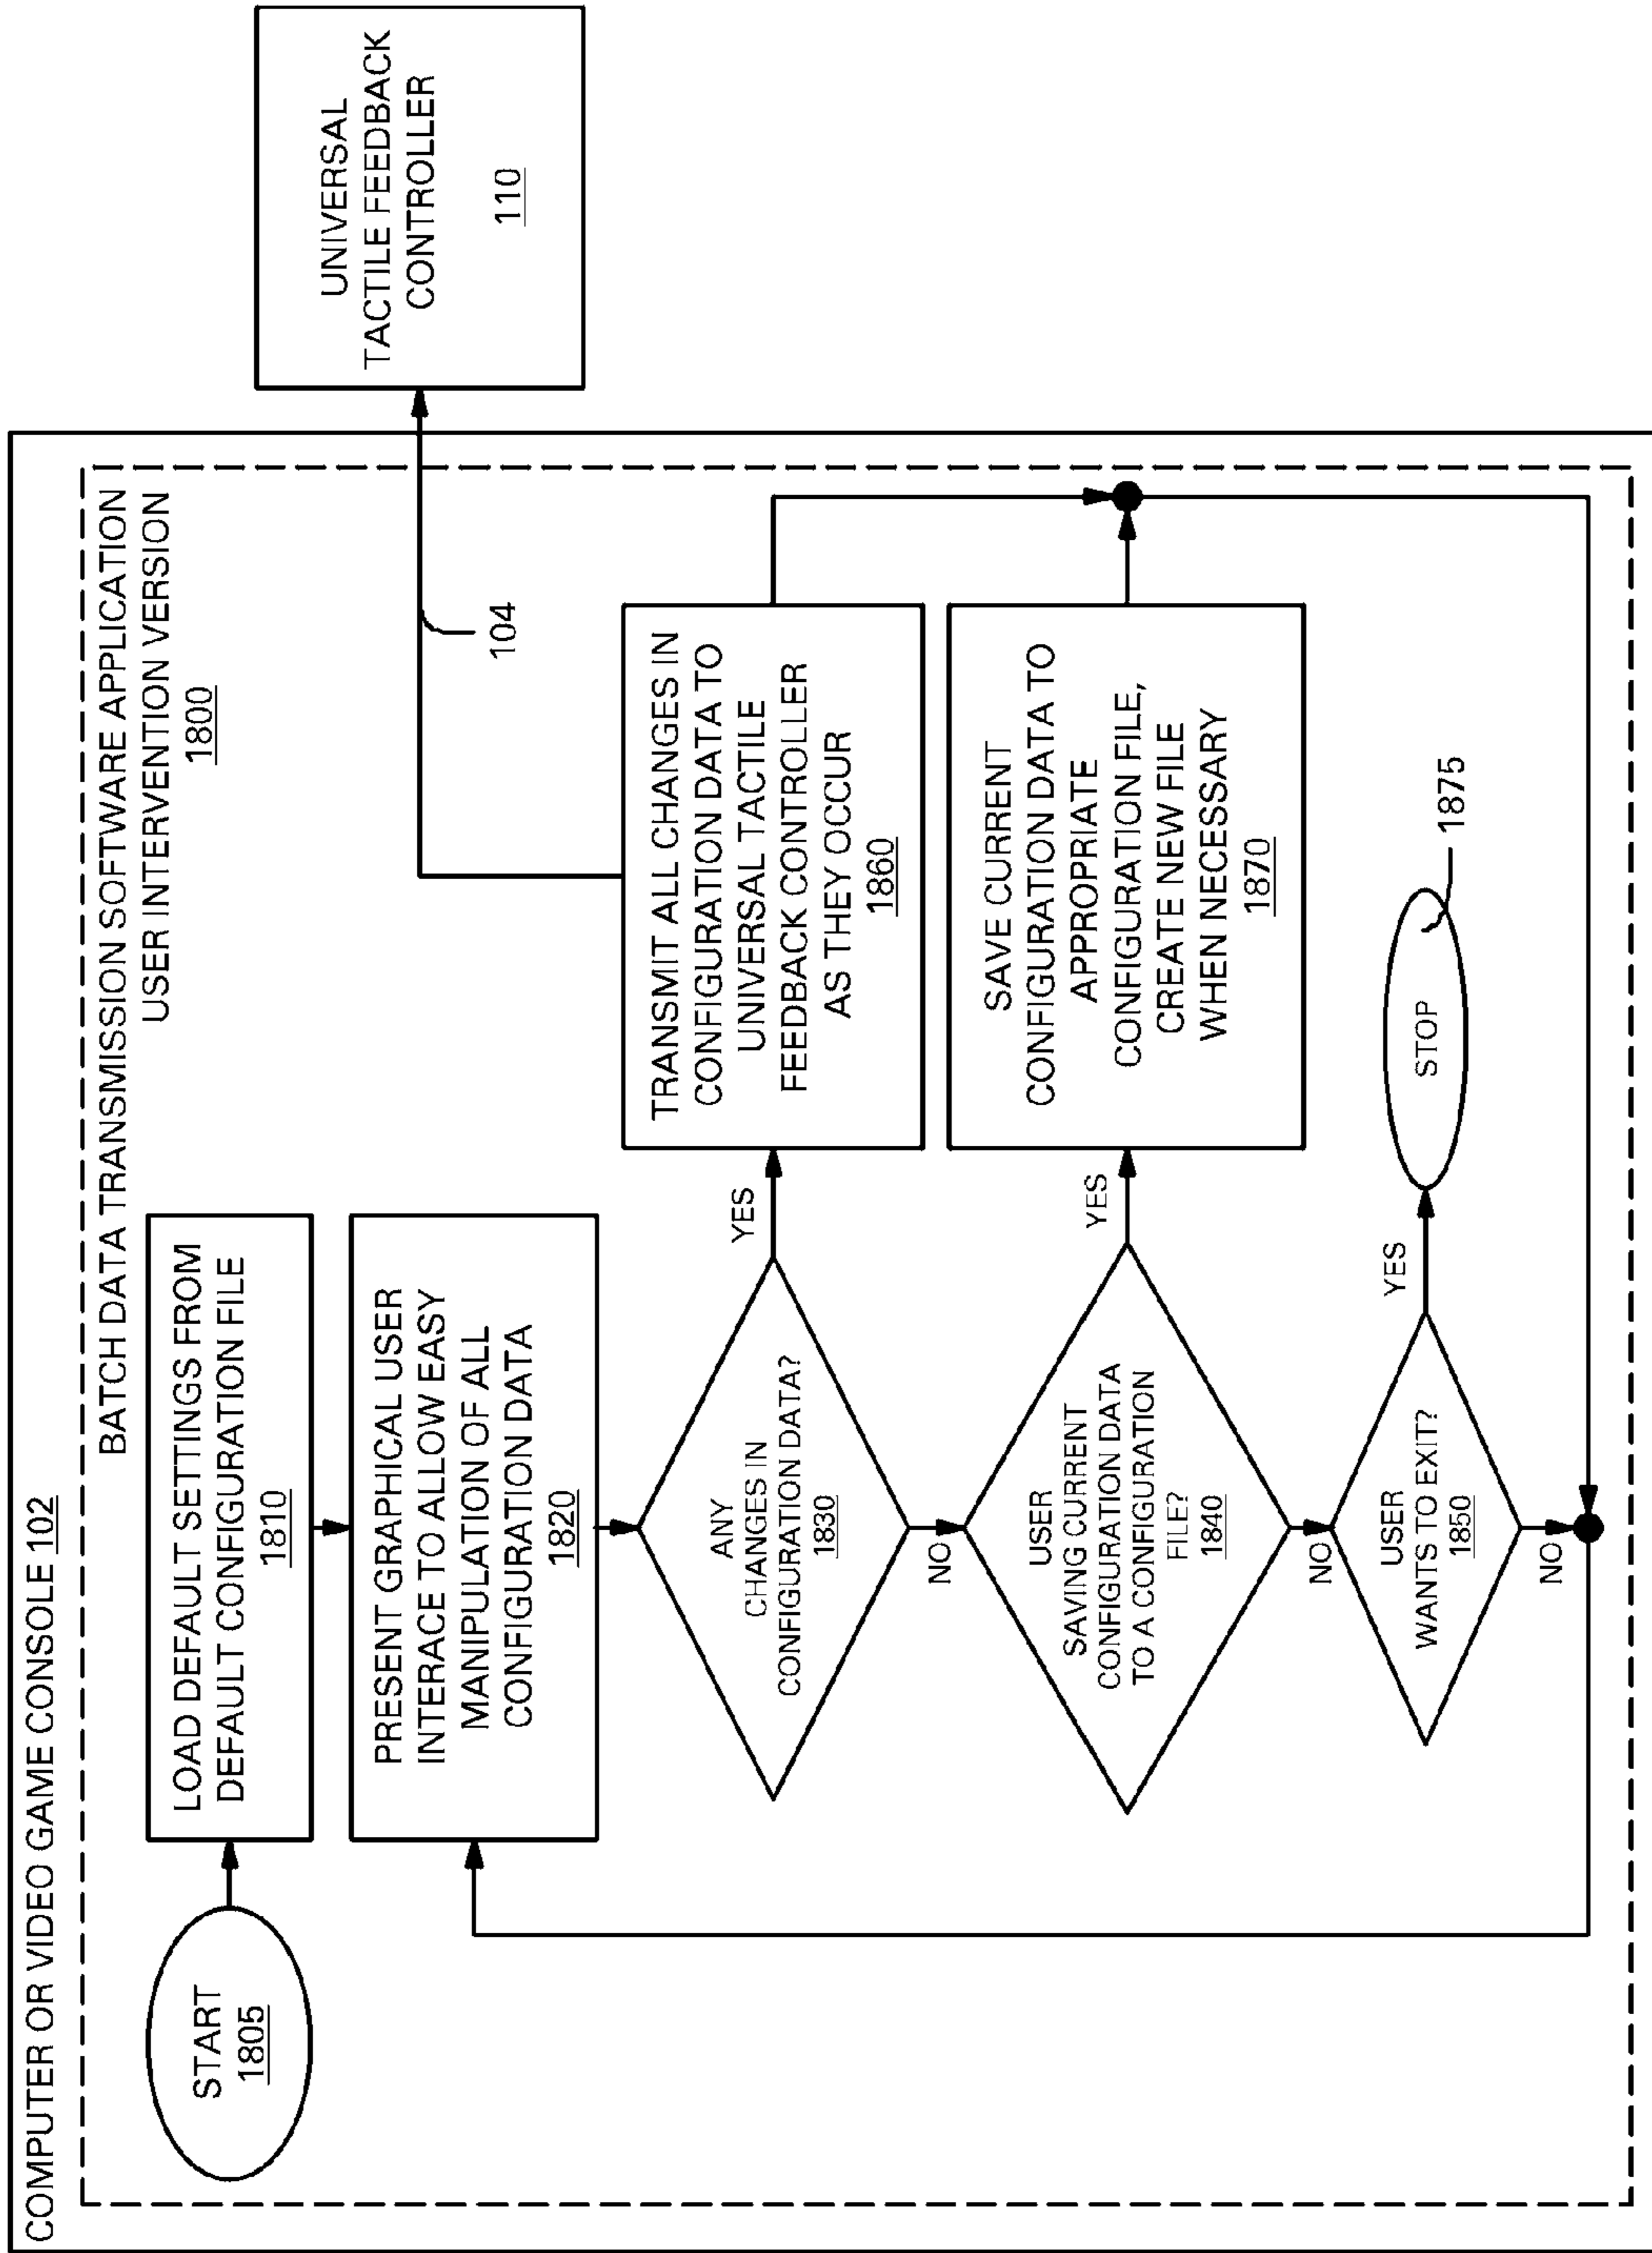 COMPUTER OR VIDEO GAME CONSOLE 102
BATCH DATA TRANSMISSION SOFTWARE APPLICATION
USER INTERVENTION VERSION
1800
START
1805
LOAD DEFAULT SETTINGS FROM
DEFAULT CONFIGURATION FILE
1810
PRESENT GRAPHICAL USER
INTERACE TO ALLOW EASY
MANIPULATION OF ALL
CONFIGURATION DATA
1820
ANY
CHANGES IN
CONFIGURATION DATA?
1830
YES
NO
TRANSMIT ALL CHANGES IN
CONFIGURATION DATA TO
UNIVERSAL TACTILE
FEEDBACK CONTROLLER
AS THEY OCCUR
1860
104
UNIVERSAL
TACTILE FEEDBACK
CONTROLLER
110
USER
SAVING CURRENT
CONFIGURATION DATA
TO A CONFIGURATION
FILE?
1840
YES
NO
SAVE CURRENT
CONFIGURATION DATA TO
APPROPRIATE
CONFIGURATION FILE,
CREATE NEW FILE
WHEN NECESSARY
1870
USER
WANTS TO EXIT?
1850
YES
NO
STOP
1875